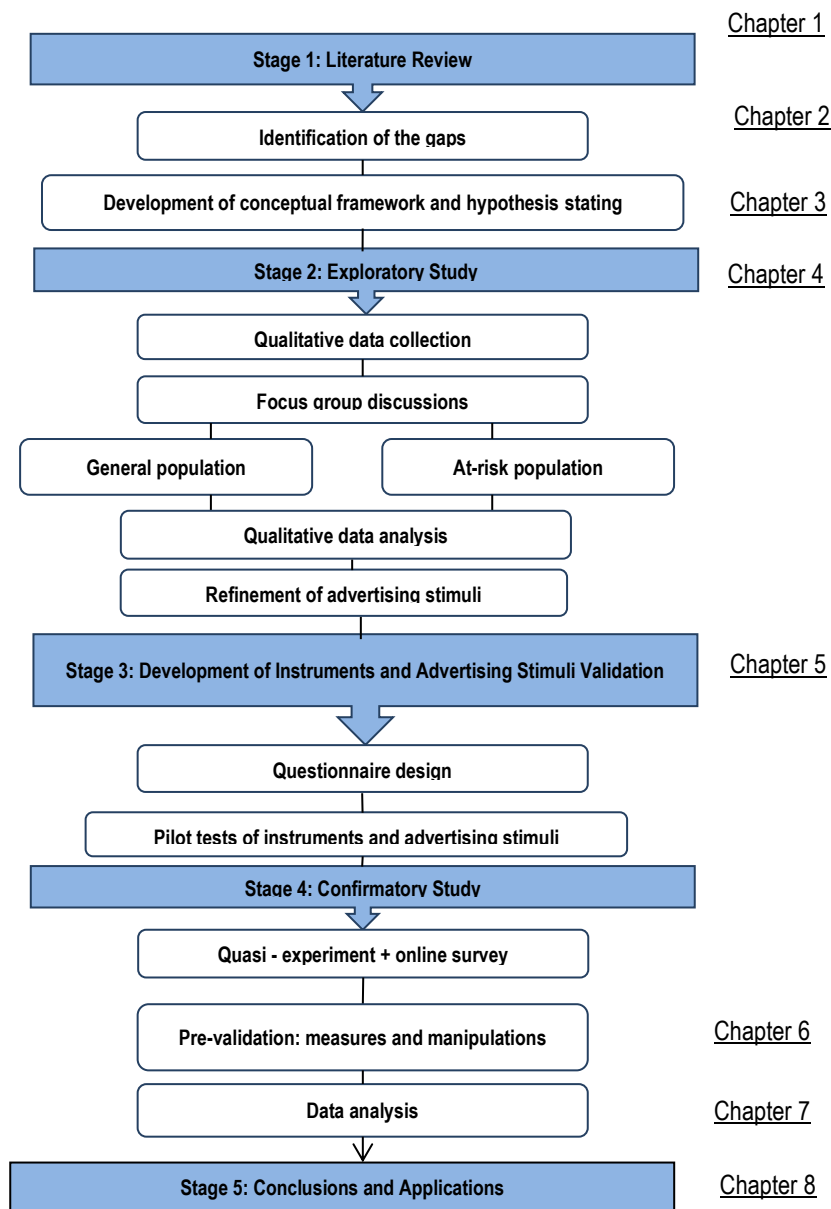 Chapter 1
Stage 1: Literature Review
Chapter 2
Identification of the gaps
Development of conceptual framework and hypothesis stating
Chapter 3
Stage 2: Exploratory Study
Chapter 4
Qualitative data collection
Focus group discussions
General population
At-risk population
Qualitative data analysis
Refinement of advertising stimuli
Stage 3: Development of Instruments and Advertising Stimuli Validation
Chapter 5
Questionnaire design
Pilot tests of instruments and advertising stimuli
Stage 4: Confirmatory Study
Quasi - experiment + online survey
Pre-validation: measures and manipulations
Chapter 6
Data analysis
Chapter 7
Stage 5: Conclusions and Applications
Chapter 8